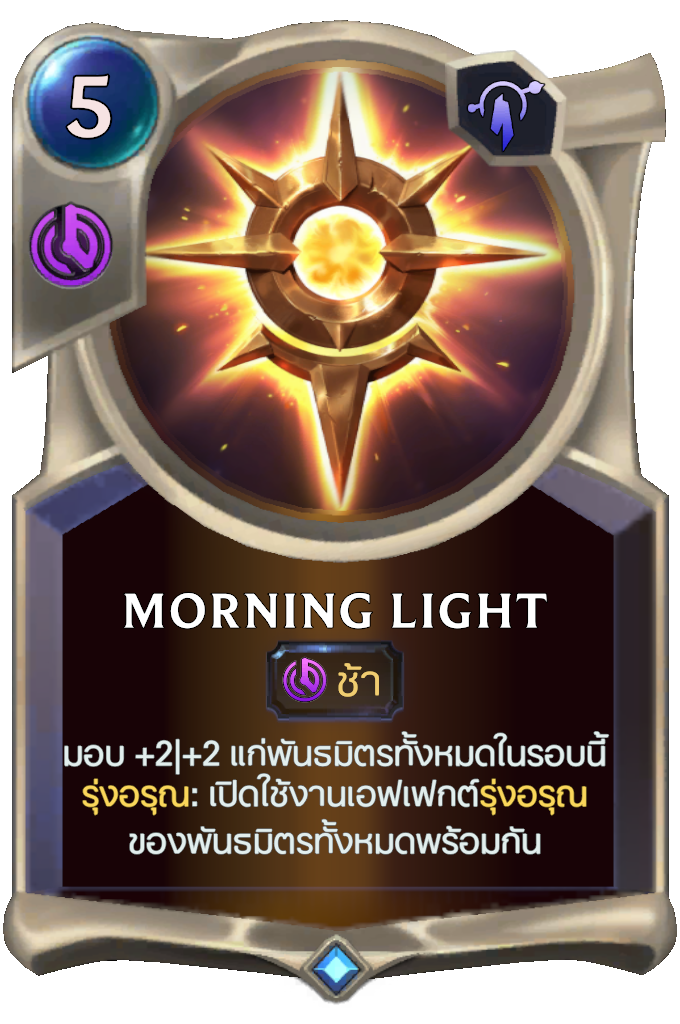 5
MORNING LIGHT
ช้า
มอบ +2|+2 แก่พันธมิตรทั้งหมดในรอบนี้
รุ่งอรุณ: เปิดใช้งานเอฟเฟกต์รุ่งอรุณ
ของพันธมิตรทั้งหมดพร้อมกัน